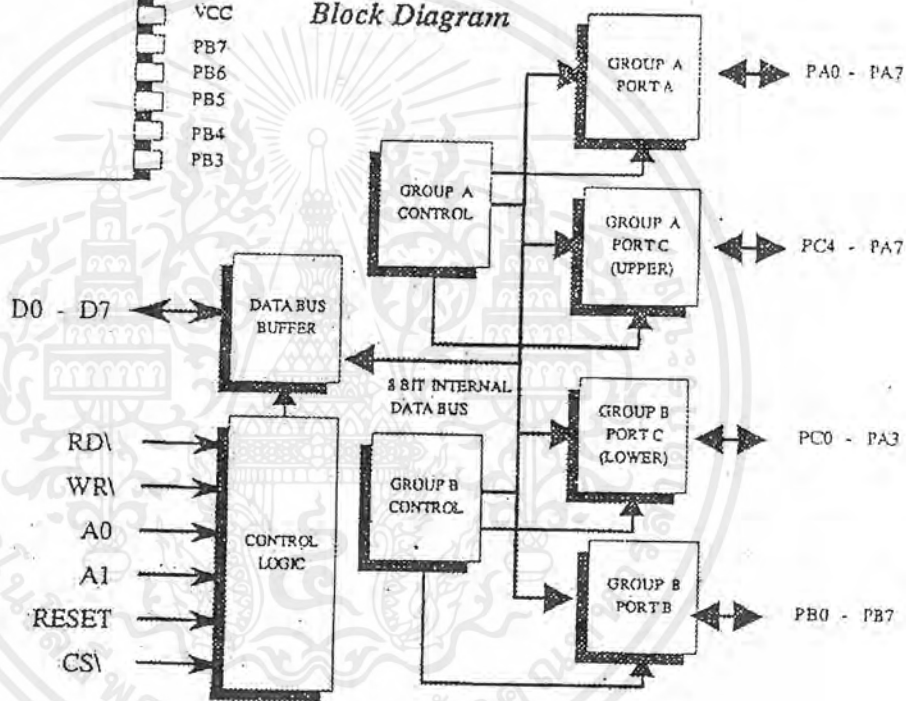 Block Diagram
VCC
PB7
PB6
PB5
PB4
PB3
GROUP A
PORT A
PA0 - PA7
GROUP A
CONTROL
GROUP A
PORT C
(UPPER)
PC4 - PA7
D0 - D7
DATA BUS
BUFFER
8 BIT INTERNAL
DATA BUS
GROUP B
PORT C
(LOWER)
PC0 - PA3
RD\
WR\
A0
A1
RESET
CS\
CONTROL
LOGIC
GROUP B
CONTROL
GROUP B
PORT B
PB0 - PB7